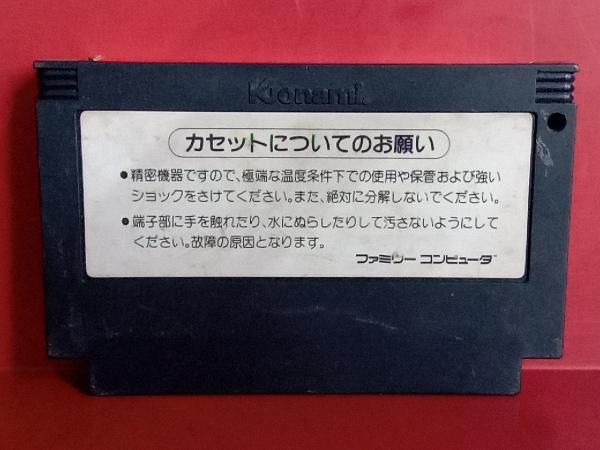 Konami
カセットについてのお願い
●精密機器ですので、極端な温度条件下での使用や保管および強い
ショックをさけてください。また、絶対に分解しないでください。
●端子部に手を触れたり、水にぬらしたりして汚さないようにして
ください。故障の原因となります。
ファミリー コンピュータ™